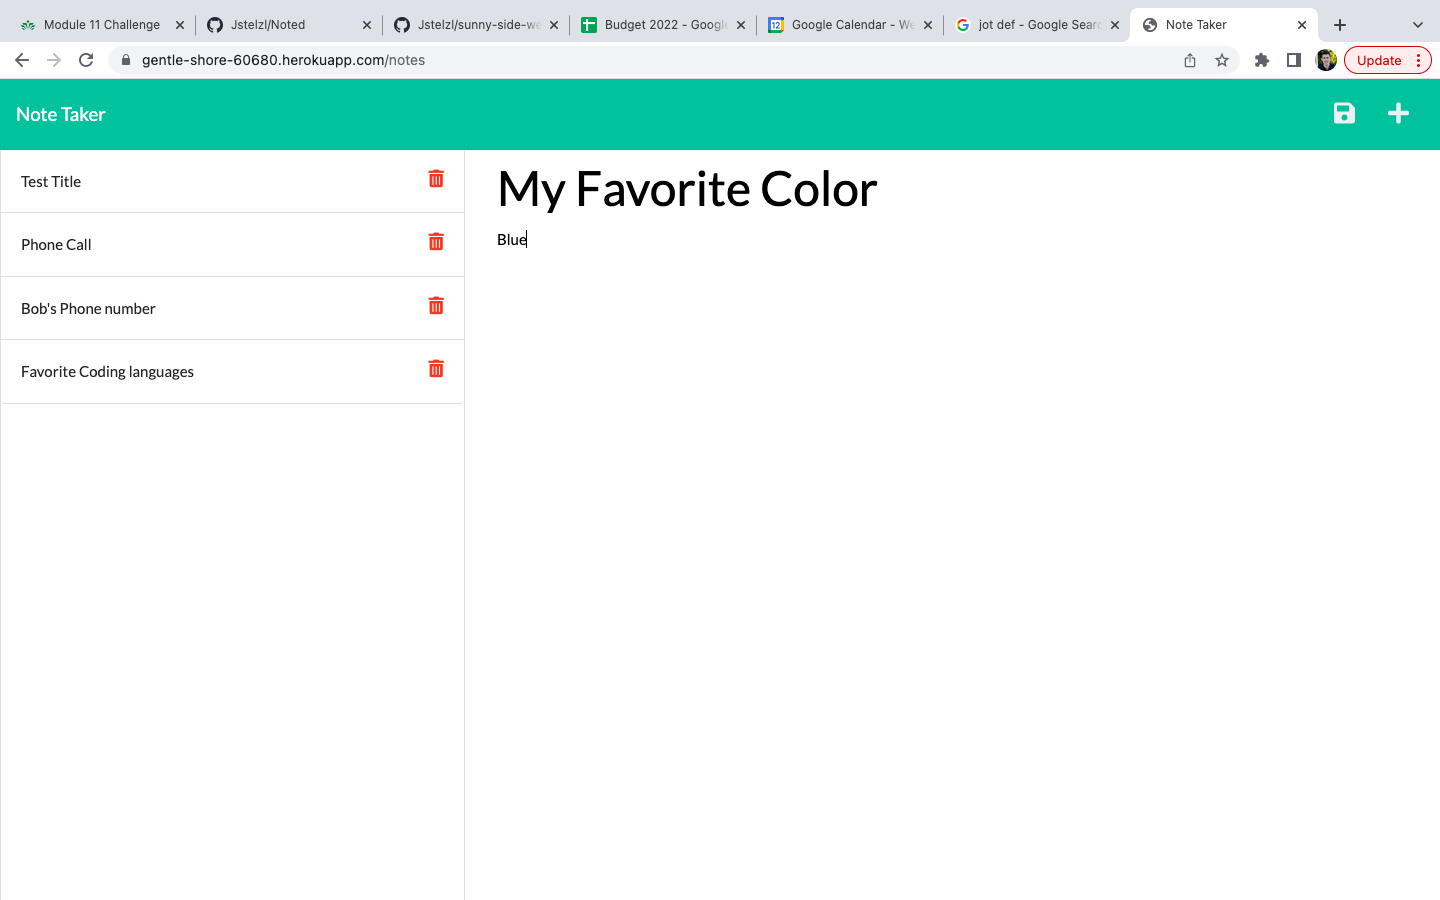 Module 11 Challenge
Jstelzl/Noted
Jstelzl/sunny-side-we
Budget 2022 - Google
Google Calendar - We
jot def - Google Searc
Note Taker
gentle-shore-60680.herokuapp.com/notes
Update
Note Taker
Test Title
Phone Call
Bob's Phone number
Favorite Coding languages
My Favorite Color
Blue